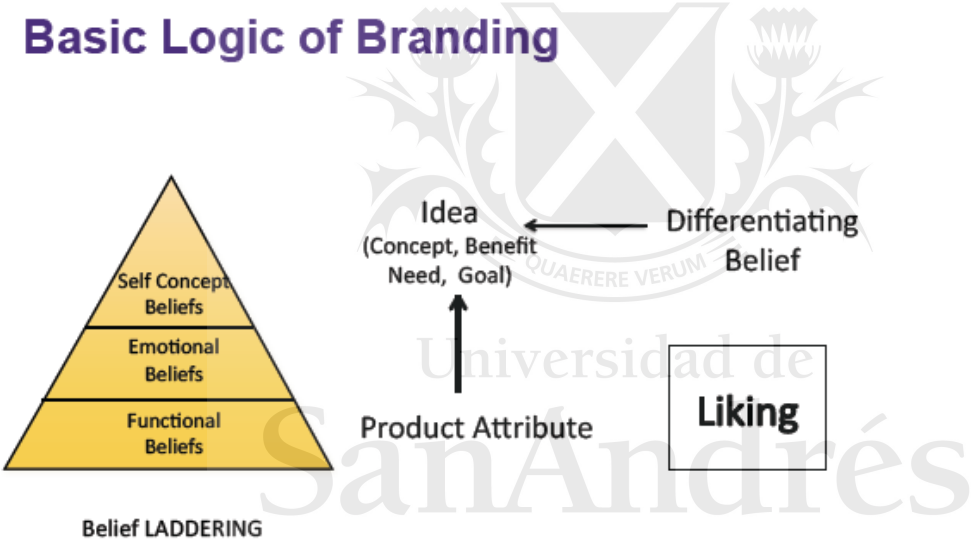 Basic Logic of Branding
Self Concept
Beliefs
Emotional
Beliefs
Functional
Beliefs
Belief LADDERING
Idea
(Concept, Benefit
Need, Goal)
Product Attribute
Differentiating
Belief
Liking
QUAERERE VERUM
Universidad de
SanAndrés